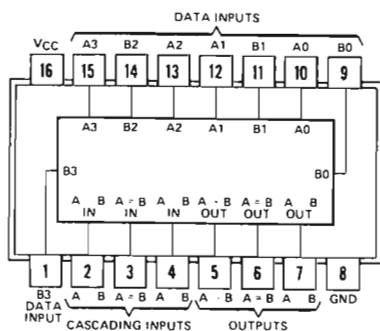 DATA INPUTS
VCC A3 B2 A2 A1 B1 A0 B0
16 15 14 13 12 11 10 9
A3 B2 A2 A1 B1 A0
B3 B0
A B A = B A B A - B A = B A B
IN IN IN OUT OUT OUT
1 2 3 4 5 6 7 8
B3 A B A = B A B A - B A = B A B GND
DATA
INPUT
CASCADING INPUTS OUTPUTS